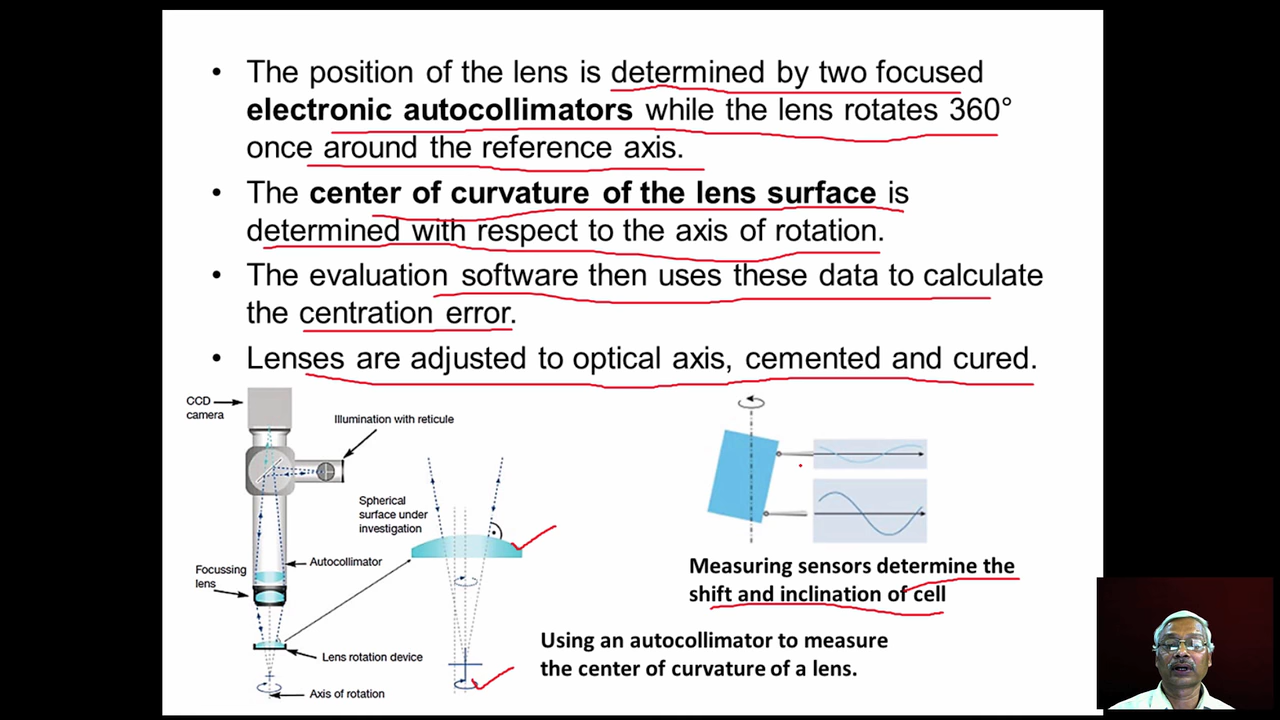 • The position of the lens is determined by two focused
electronic autocollimators while the lens rotates 360°
once around the reference axis.
• The center of curvature of the lens surface is
determined with respect to the axis of rotation.
• The evaluation software then uses these data to calculate
the centration error.
• Lenses are adjusted to optical axis, cemented and cured.
CCD
camera
Illumination with reticule
Spherical
surface under
investigation
Autocollimator
Focussing
lens
Lens rotation device
Axis of rotation
Measuring sensors determine the
shift and inclination of cell
Using an autocollimator to measure
the center of curvature of a lens.